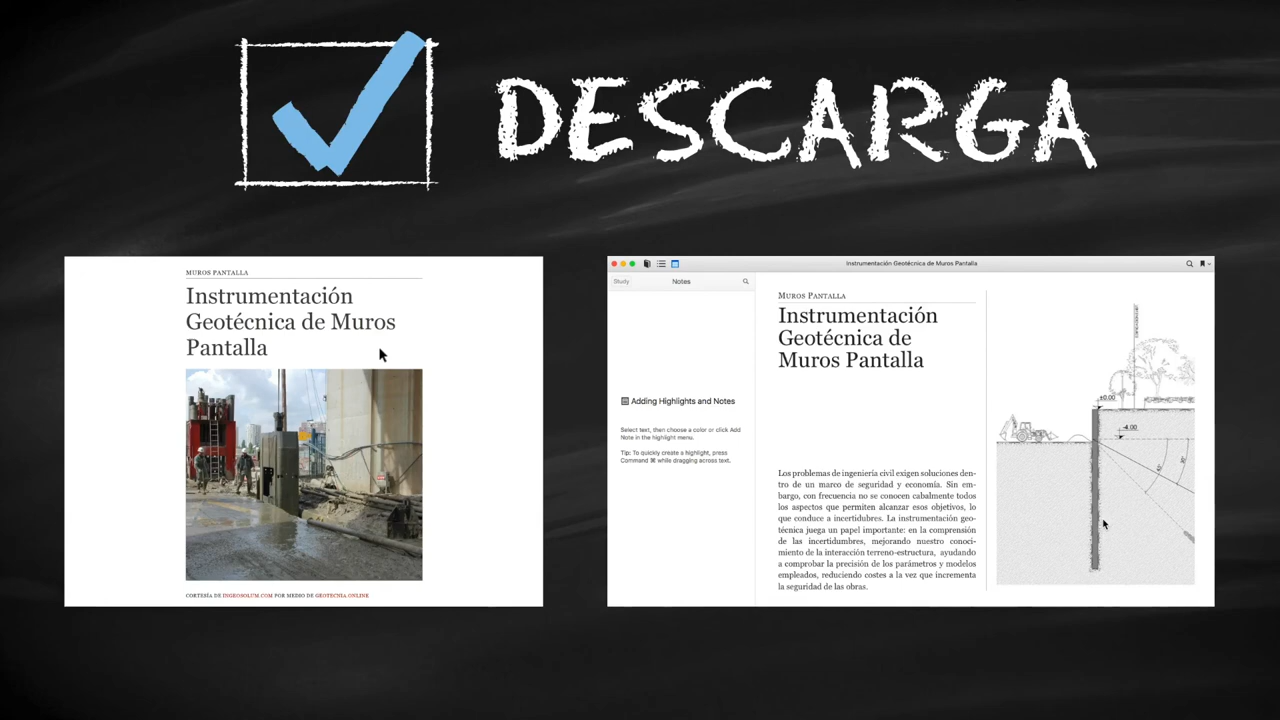 DESCARGA
MUROS PANTALLA
Instrumentación
Geotécnica de Muros
Pantalla
CORTESÍA DE INGEOSOLUM.COM POR MEDIO DE GEOTECNIA.ONLINE
Instrumentación Geotécnica de Muros Pantalla
Study
Notes
Adding Highlights and Notes
Select text, then choose a color or click Add
Note in the highlight menu.
Tip: To quickly create a highlight, press
Command ⌘ while dragging across text.
MUROS PANTALLA
Instrumentación
Geotécnica de
Muros Pantalla
Los problemas de ingeniería civil exigen soluciones den-
tro de un marco de seguridad y economía. Sin em-
bargo, con frecuencia no se conocen cabalmente todos
los aspectos que permiten alcanzar esos objetivos, lo
que conduce a incertidumbres. La instrumentación geo-
técnica juega un papel importante: en la comprensión
de las incertidumbres, mejorando nuestro conoci-
miento de la interacción terreno-estructura, ayudando
a comprobar la precisión de los parámetros y modelos
empleados, reduciendo costes a la vez que incrementa
la seguridad de las obras.
±0.00
-4.00